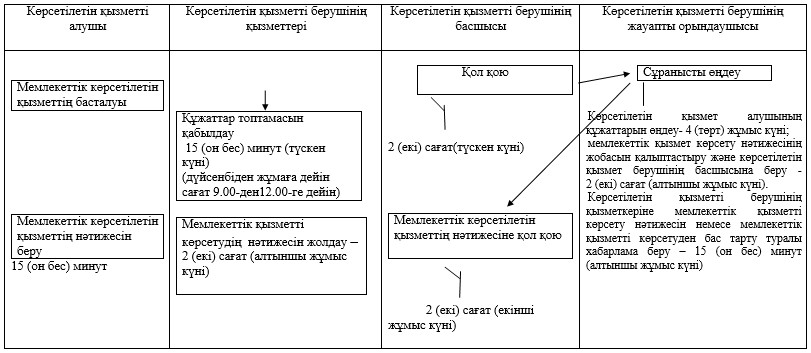 Көрсетілетін қызметті
алушы
Көрсетілетін қызметті берушінің
қызметтері
Көрсетілетін қызметті берушінің
басшысы
Көрсетілетін қызметті берушінің
жауапты орындаушысы
Мемлекеттік көрсетілетін
қызметтің басталуы
Құжаттар топтамасын
қабылдау
15 (он бес) минут (түскен
күні)
(дүйсенбіден жұмаға дейін
сағат 9.00-ден12.00-ге дейін)
Қол қою
2 (екі) сағат(түскен күні)
Сұранысты өңдеу
Көрсетілетін қызмет алушының
құжаттарын өңдеу- 4 (төрт) жұмыс күні;
мемлекеттік қызмет көрсету нәтижесінің
жобасын қалыптастыру және көрсетілетін
қызмет берушінің басшысына беру -
2 (екі) сағат (алтыншы жұмыс күні).
Көрсетілетін қызметті берушінің
қызметкеріне мемлекеттік қызметті
көрсету нәтижесін немесе мемлекеттік
қызметті көрсетуден бас тарту туралы
хабарлама беру – 15 (он бес) минут
(алтыншы жұмыс күні)
Мемлекеттік көрсетілетін
қызметтің нәтижесін
беру
15 (он бес) минут
Мемлекеттік қызметті
көрсетудің нәтижесін жолдау –
2 (екі) сағат (алтыншы жұмыс
күні)
Мемлекеттік көрсетілетін
қызметтің нәтижесіне қол қою
2 (екі) сағат (екінші
жұмыс күні)